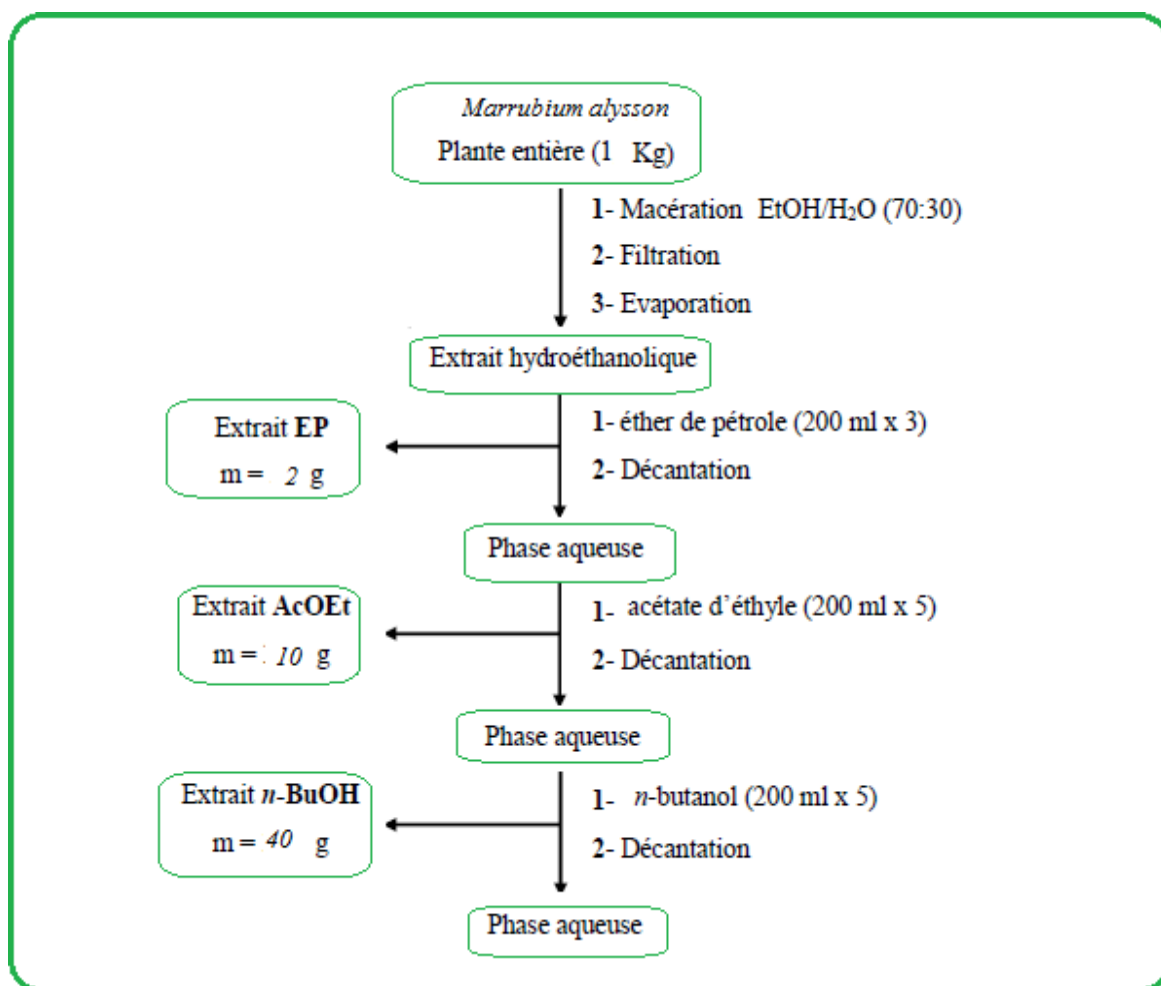 Marrubium alysson
Plante entière (1 Kg)
1- Macération EtOH/H₂O (70:30)
2- Filtration
3- Evaporation
Extrait hydroéthanolique
1- éther de pétrole (200 ml x 3)
2- Décantation
Extrait EP
m = 2 g
Phase aqueuse
1- acétate d’éthyle (200 ml x 5)
2- Décantation
Extrait AcOEt
m = 10 g
Phase aqueuse
1- n-butanol (200 ml x 5)
2- Décantation
Extrait n-BuOH
m = 40 g
Phase aqueuse